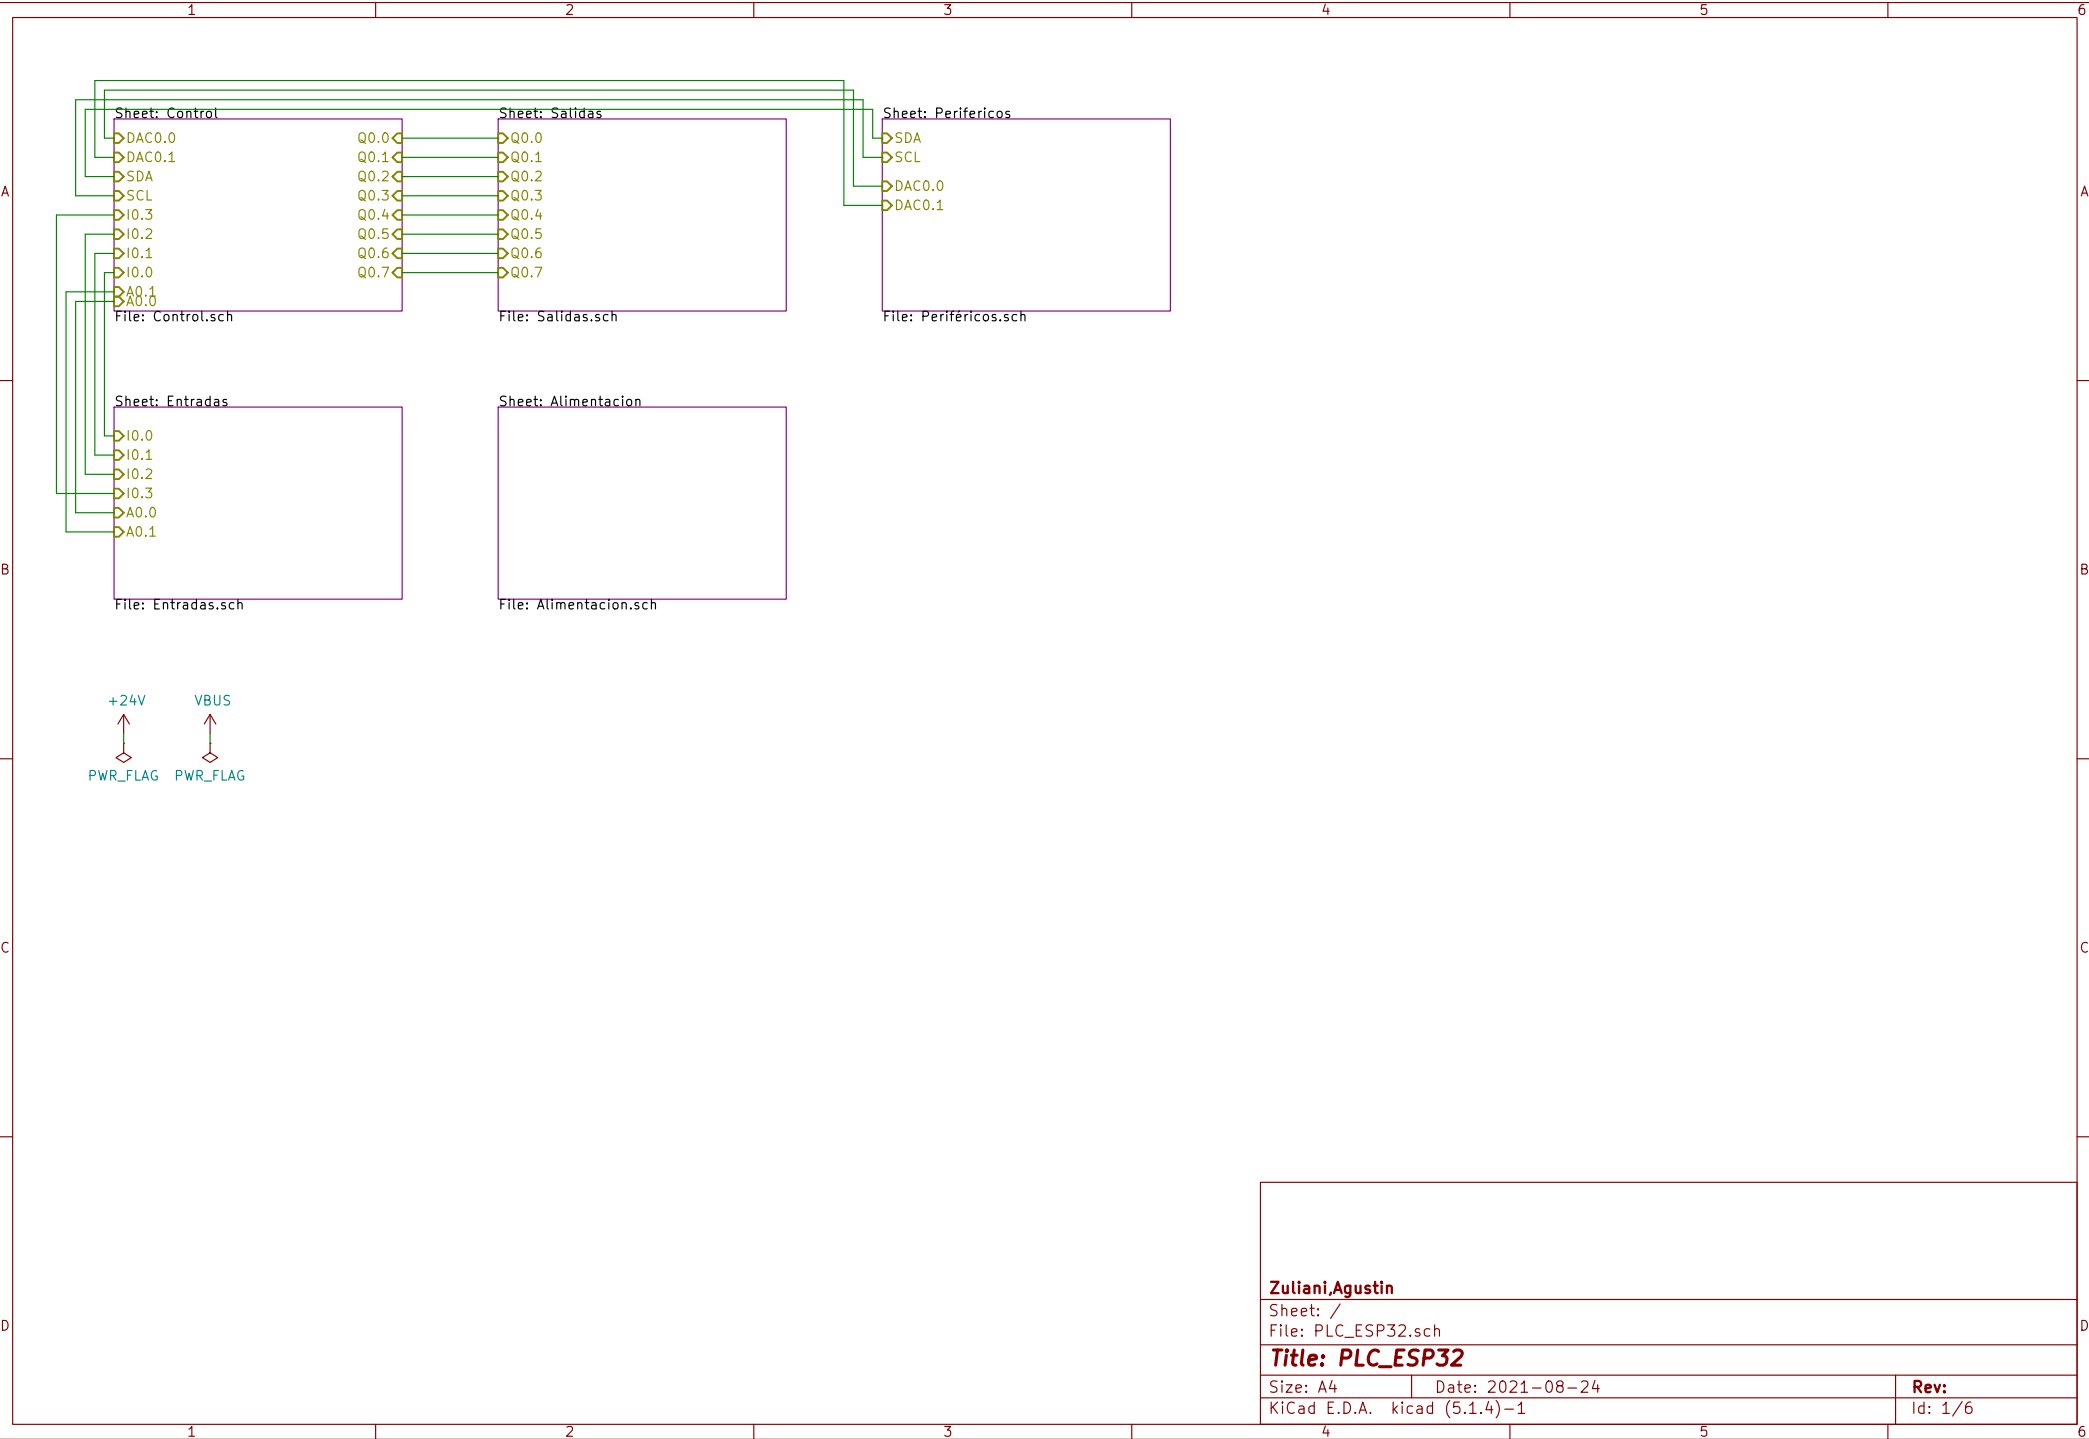 1 2 3 4 5 6
Sheet: Control
DAC0.0
DAC0.1
SDA
SCL
I0.3
I0.2
I0.1
I0.0
A0.1
A0.0
Q0.0
Q0.1
Q0.2
Q0.3
Q0.4
Q0.5
Q0.6
Q0.7
File: Control.sch
Sheet: Salidas
Q0.0
Q0.1
Q0.2
Q0.3
Q0.4
Q0.5
Q0.6
Q0.7
File: Salidas.sch
Sheet: Perifericos
SDA
SCL
DAC0.0
DAC0.1
File: Periféricos.sch
A A
Sheet: Entradas
I0.0
I0.1
I0.2
I0.3
A0.0
A0.1
File: Entradas.sch
Sheet: Alimentacion
File: Alimentacion.sch
B B
+24V
PWR_FLAG
VBUS
PWR_FLAG
C C
Zuliani,Agustin
Sheet: /
File: PLC_ESP32.sch
Title: PLC_ESP32
Size: A4 Date: 2021-08-24 Rev:
KiCad E.D.A. kicad (5.1.4)-1 Id: 1/6
D D
1 2 3 4 5 6